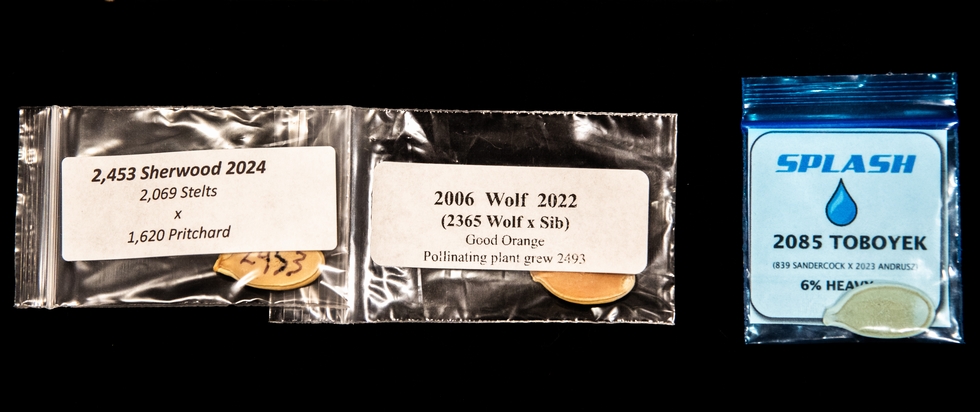 2,453 Sherwood 2024
2,069 Stelts
x
1,620 Pritchard
2453
2006 Wolf 2022
(2365 Wolf x Sib)
Good Orange
Pollinating plant grew 2493
SPLASH
2085 TOBOYEK
(839 SANDERCOCK X 2023 ANDRUSZ)
6% HEAVY